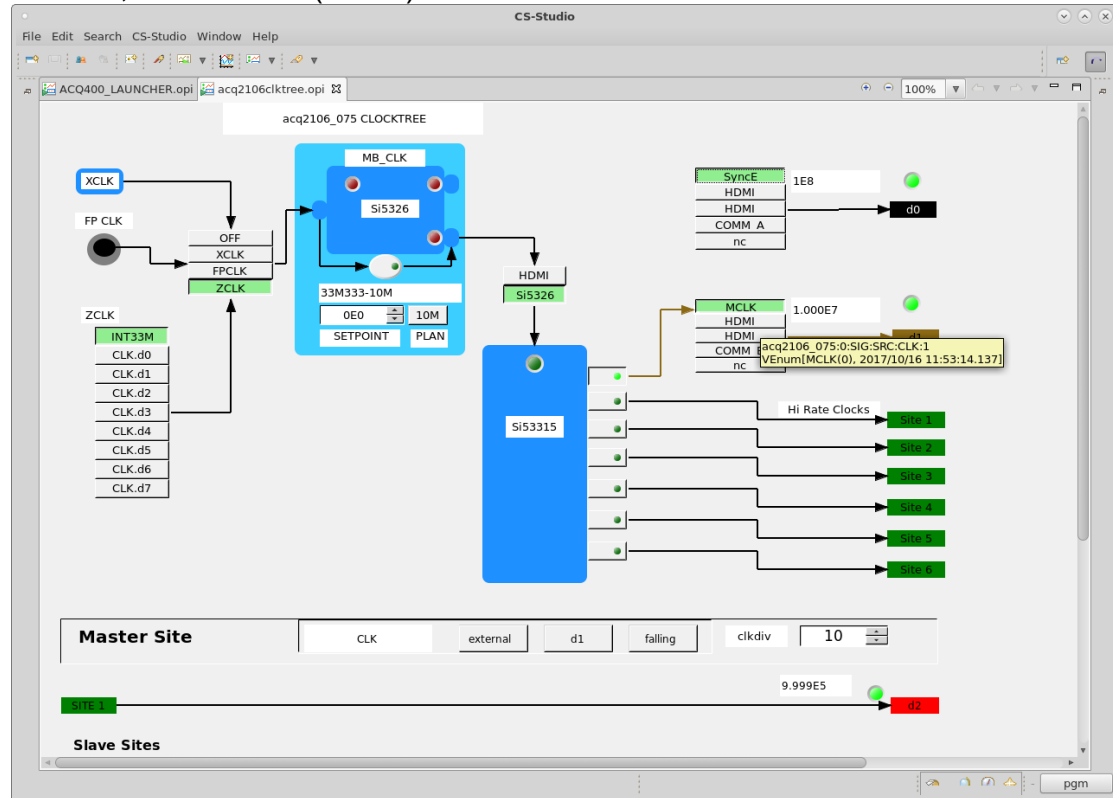 CS-Studio
File Edit Search CS-Studio Window Help
100%
ACQ400_LAUNCHER.opi acq2106clktree.opi
acq2106_075 CLOCKTREE
MB_CLK
XCLK
SyncE
1E8
HDMI
Si5326
HDMI
d0
FP CLK
COMM A
OFF
nc
XCLK
FPCLK
HDMI
ZCLK
33M333-10M
Si5326
ZCLK
0E0
10M
MCLK
1.000E7
HDMI
INT33M
SETPOINT
PLAN
HDMI
d1
CLK.d0
COMM
acq2106_075:0:SIG:SRC:CLK:1
VEnum[MCLK(0), 2017/10/16 11:53:14.137]
nc
CLK.d1
CLK.d2
CLK.d3
Hi Rate Clocks
Site 1
CLK.d4
Si53315
CLK.d5
Site 2
CLK.d6
Site 3
CLK.d7
Site 4
Site 5
Site 6
Master Site
CLK
external
d1
falling
clkdiv
10
9.999E5
SITE 1
d2
Slave Sites
pgm